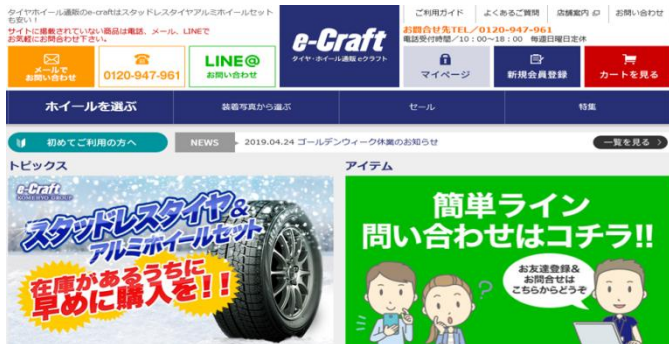 タイヤホイール通販のe-craftはスタッドレスタイヤアルミホイールセット
も安い!
サイトに掲載されていない商品は電話、メール、LINEで
お気軽にお問合わせ下さい。
メールで
お問い合わせ
0120-947-961
LINE@
お問い合わせ
e-Craft
タイヤ・ホイール通販 eクラフト
ご利用ガイド よくあるご質問 店舗案内 お問い合わせ
お問合せ先TEL/0120-947-961
電話受付時間/10:00~18:00 毎週日曜日定休
マイページ
新規会員登録
カートを見る
ホイールを選ぶ 装着写真から選ぶ セール 特集
初めてご利用の方へ
NEWS 2019.04.24 ゴールデンウィーク休業のお知らせ
一覧を見る
トピックス
e-Craft
KOMERIYO GROUP
スタッドレスタイヤ&
アルミホイールセット
在庫があるうちに
早めに購入を!!
アイテム
簡単ライン
問い合わせはコチラ!!
お友達登録&
お問合せは
こちらからどうぞ
?